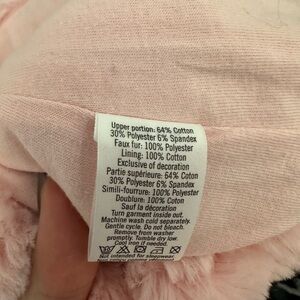 Upper portion: 64% Cotton
30% Polyester 6% Spandex
Faux fur: 100% Polyester
Lining: 100% Cotton
Exclusive of decoration
Partie supérieure: 64% Coton
30% Polyester 6% Spandex
Simili-fourrure: 100% Polyester
Doublure: 100% Coton
Sauf la décoration
Turn garment inside out.
Machine wash cold separately.
Gentle cycle. Do not bleach.
Remove from washer
promptly. Tumble dry low.
Cool iron if needed.
Not intended for sleepwear.